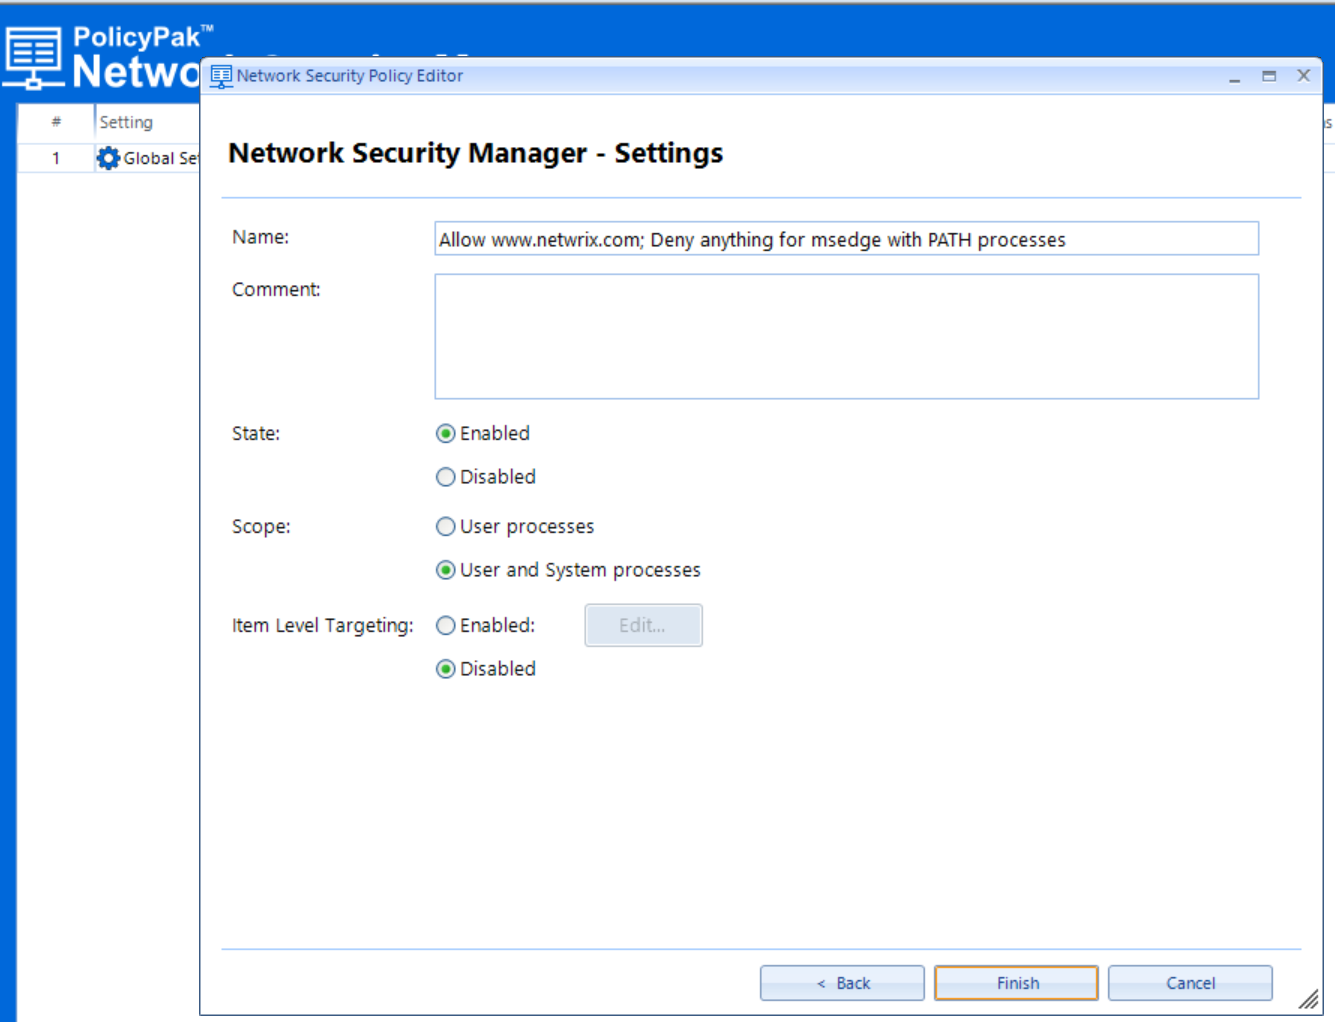 PolicyPak™
Network Security Policy Editor
# Setting
1 Global
Network Security Manager - Settings
Name: Allow www.netwrix.com; Deny anything for msedge with PATH processes
Comment:
State: Enabled
Disabled
Scope: User processes
User and System processes
Item Level Targeting: Enabled: Edit...
Disabled
< Back Finish Cancel